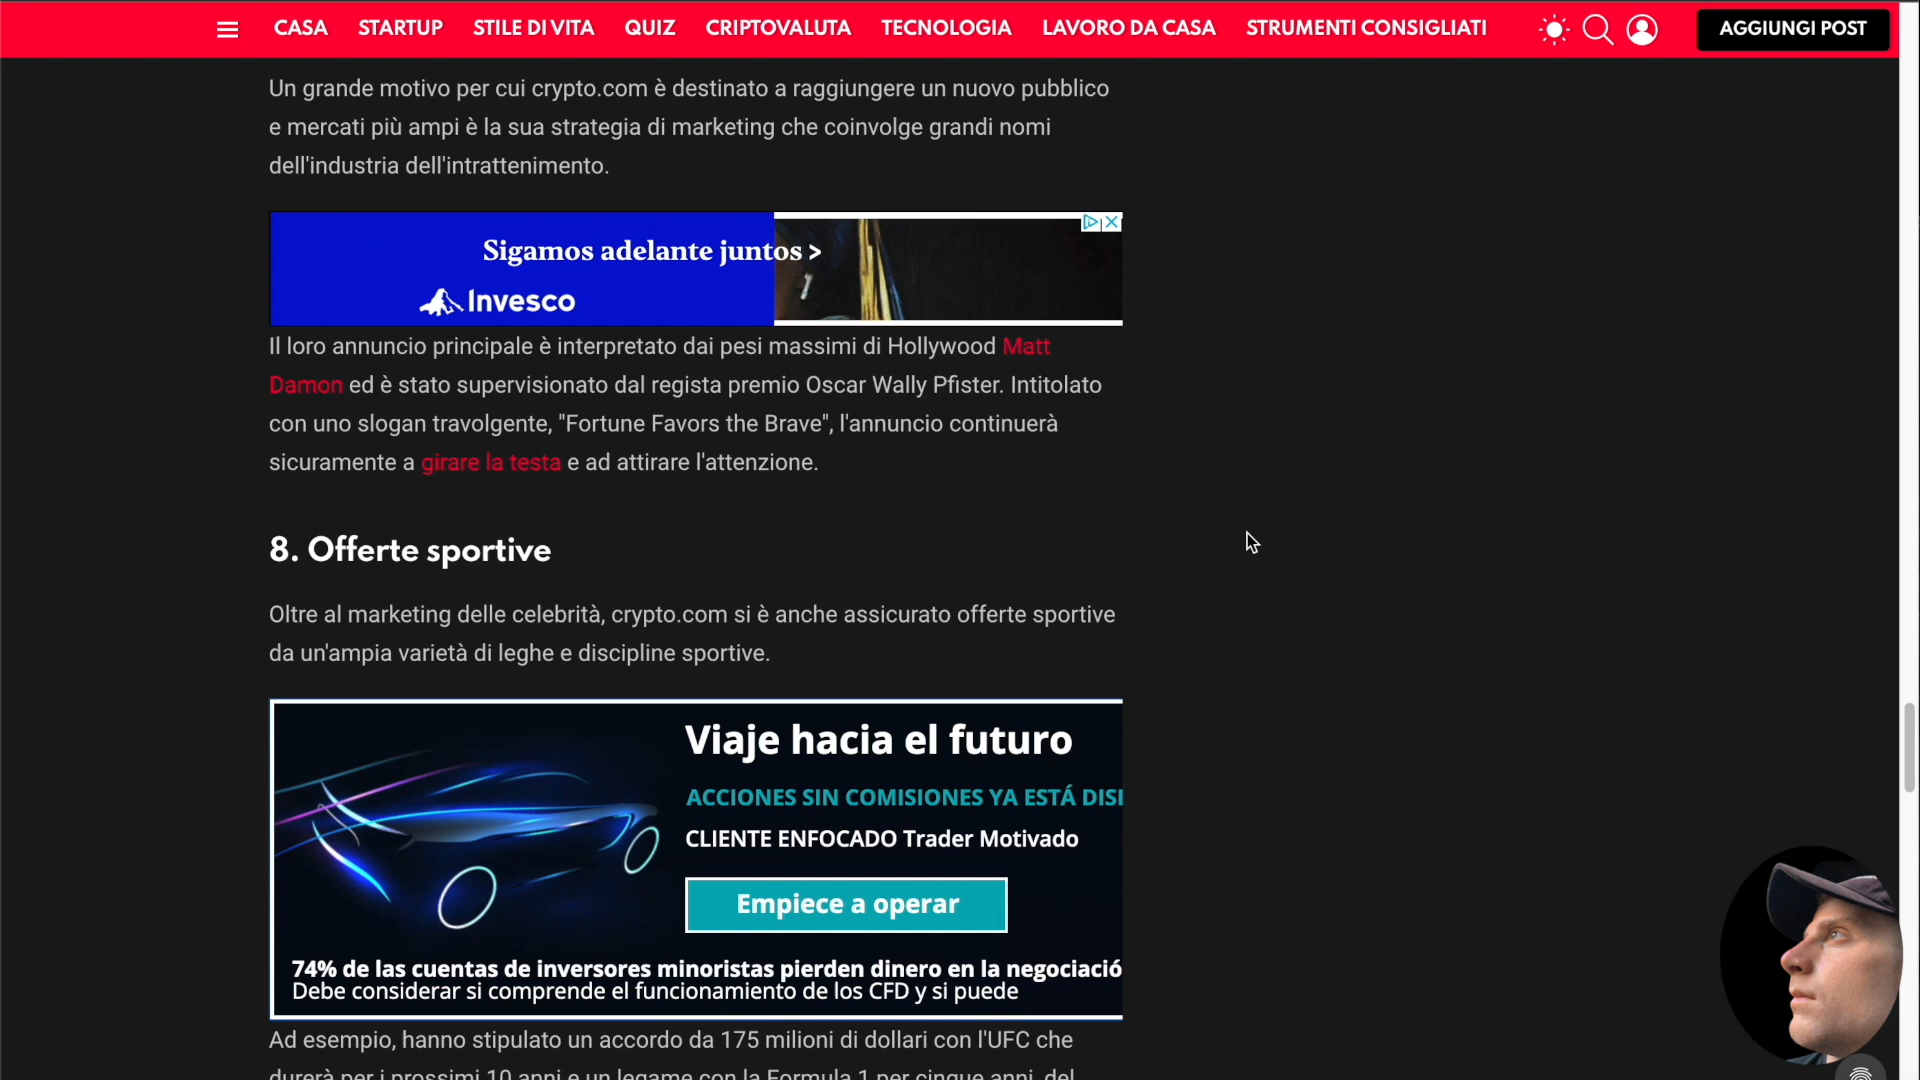 CASA STARTUP STILE DI VITA QUIZ CRIPTOVALUTA TECNOLOGIA LAVORO DA CASA STRUMENTI CONSIGLIATI AGGIUNGI POST
Un grande motivo per cui crypto.com è destinato a raggiungere un nuovo pubblico
e mercati più ampi è la sua strategia di marketing che coinvolge grandi nomi
dell'industria dell'intrattenimento.
Sigamos adelante juntos >
Invesco
Il loro annuncio principale è interpretato dai pesi massimi di Hollywood Matt
Damon ed è stato supervisionato dal regista premio Oscar Wally Pfister. Intitolato
con uno slogan travolgente, "Fortune Favors the Brave", l'annuncio continuerà
sicuramente a girare la testa e ad attirare l'attenzione.
8. Offerte sportive
Oltre al marketing delle celebrità, crypto.com si è anche assicurato offerte sportive
da un'ampia varietà di leghe e discipline sportive.
Viaje hacia el futuro
ACCIONES SIN COMISIONES YA ESTÁ DISI
CLIENTE ENFOCADO Trader Motivado
Empiece a operar
74% de las cuentas de inversores minoristas pierden dinero en la negociació
Debe considerar si comprende el funcionamiento de los CFD y si puede
Ad esempio, hanno stipulato un accordo da 175 milioni di dollari con l'UFC che
durerà per i prossimi 10 anni e un legame con la Formula 1 per cinque anni, del